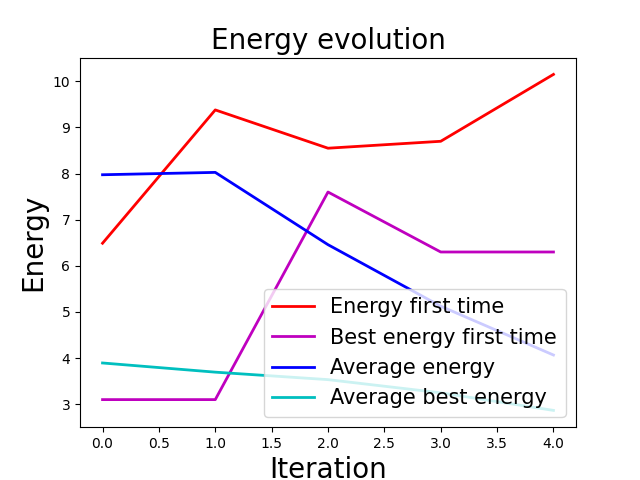 Energy evolution
Energy
10
9
8
7
6
5
4
3
Energy first time
Best energy first time
Average energy
Average best energy
0.0 0.5 1.0 1.5 2.0 2.5 3.0 3.5 4.0
Iteration